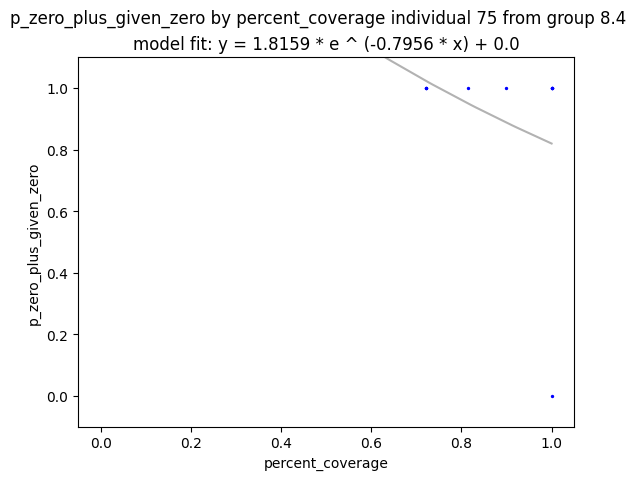 p_zero_plus_given_zero by percent_coverage individual 75 from group 8.4
model fit: y = 1.8159 * e ^ (-0.7956 * x) + 0.0
1.0
0.8
0.6
0.4
0.2
0.0
p_zero_plus_given_zero
0.0 0.2 0.4 0.6 0.8 1.0
percent_coverage